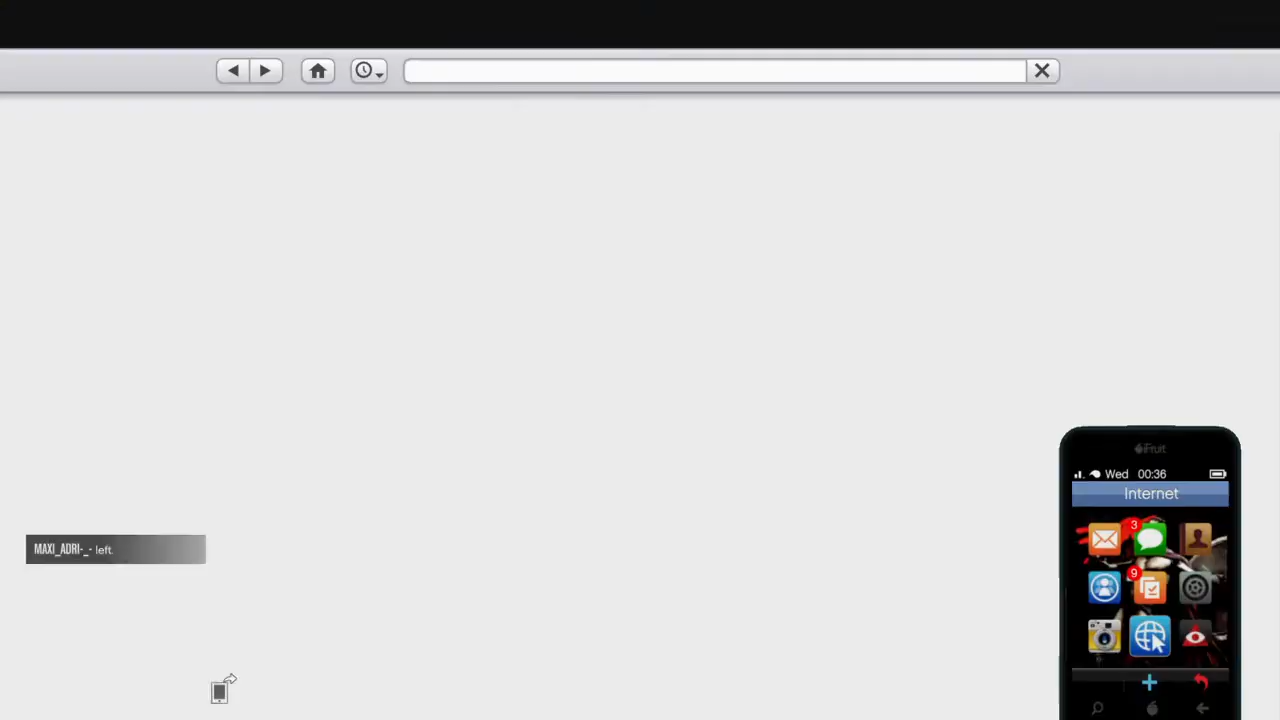 iFruit
Wed 00:36
Internet
3
9
MAXI_ADRI-_- left.